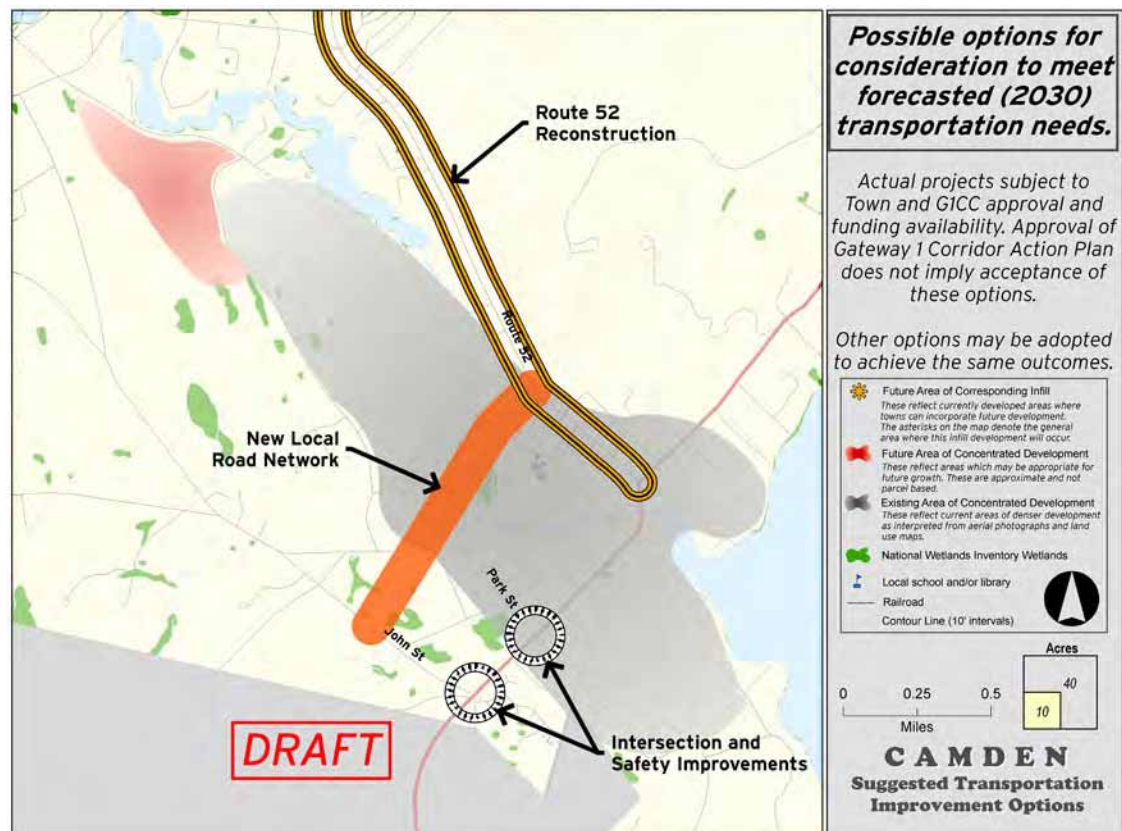 Route 52
Reconstruction
Route 52
New Local
Road Network
Park St
John St
DRAFT
Intersection and
Safety Improvements
Possible options for
consideration to meet
forecasted (2030)
transportation needs.
Actual projects subject to
Town and G1CC approval and
funding availability. Approval of
Gateway 1 Corridor Action Plan
does not imply acceptance of
these options.
Other options may be adopted
to achieve the same outcomes.
Future Area of Corresponding Infill
These reflect currently developed areas where
towns can incorporate future development.
The asterisks on the map denote the general
area where this infill development will occur.
Future Area of Concentrated Development
These reflect areas which may be appropriate for
future growth. These are approximate and not
parcel based.
Existing Area of Concentrated Development
These reflect current areas of denser development
as interpreted from aerial photographs and land
use maps.
National Wetlands Inventory Wetlands
Local school and/or library
Railroad
Contour Line (10' intervals)
Acres
40
10
0 0.25 0.5
Miles
CAMDEN
Suggested Transportation
Improvement Options